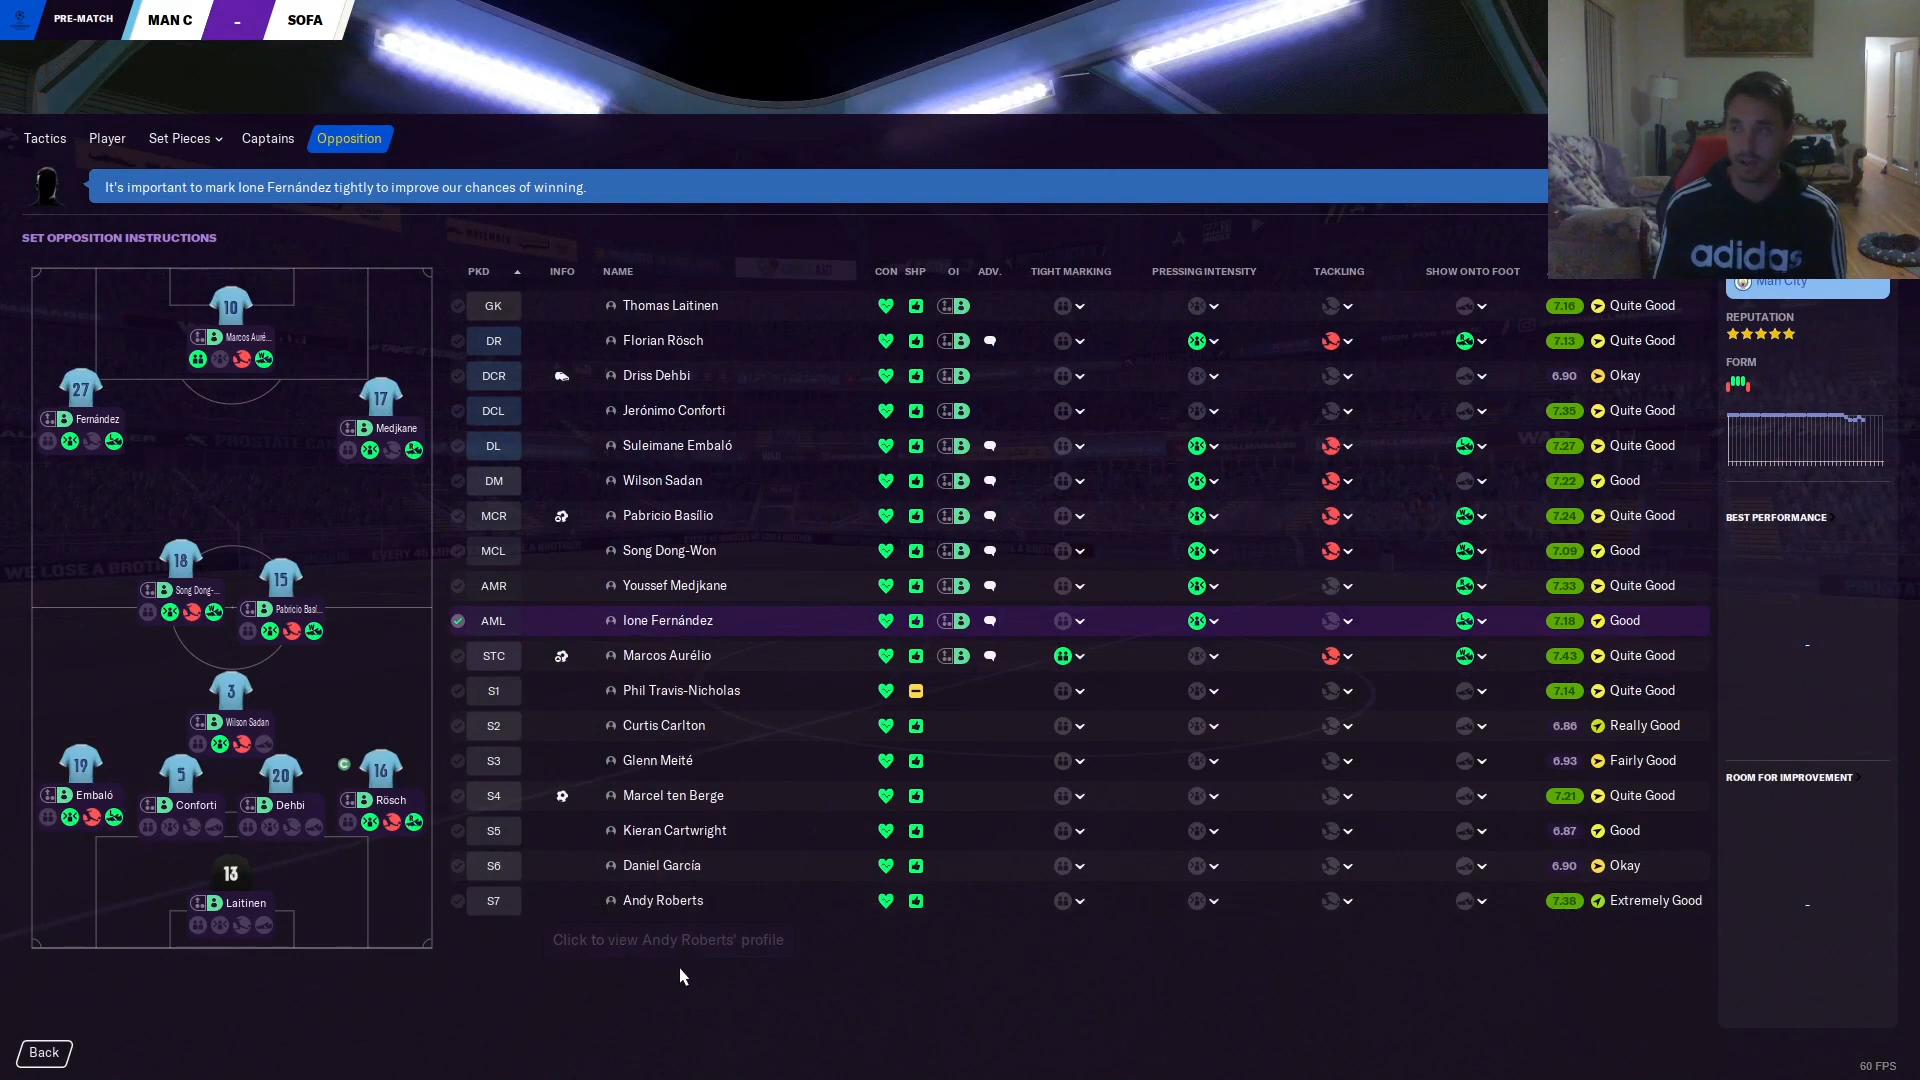 PRE-MATCH MAN C - SOFA
Tactics Player Set Pieces Captains Opposition
It's important to mark Ione Fernández tightly to improve our chances of winning.
SET OPPOSITION INSTRUCTIONS
PKD INFO NAME CON SHP OI ADV. TIGHT MARKING PRESSING INTENSITY TACKLING SHOW ONTO FOOT
GK Thomas Laitinen 7.16 Quite Good
DR Florian Rösch 7.13 Quite Good
DCR Driss Dehbi 6.90 Okay
DCL Jerónimo Conforti 7.35 Quite Good
DL Suleimane Embaló 7.27 Quite Good
DM Wilson Sadan 7.22 Good
MCR Pabricio Basílio 7.24 Quite Good
MCL Song Dong-Won 7.09 Good
AMR Youssef Medjkane 7.33 Quite Good
AML Ione Fernández 7.18 Good
STC Marcos Aurélio 7.43 Quite Good
S1 Phil Travis-Nicholas 7.14 Quite Good
S2 Curtis Carlton 6.86 Really Good
S3 Glenn Meité 6.93 Fairly Good
S4 Marcel ten Berge 7.21 Quite Good
S5 Kieran Cartwright 6.87 Good
S6 Daniel García 6.90 Okay
S7 Andy Roberts 7.38 Extremely Good
Click to view Andy Roberts' profile
10
Marcos Auré...
27
Fernández
17
Medjkane
18
Song Dong-...
15
Pabricio Basí...
3
Wilson Sadan
19
Embaló
5
Conforti
20
Dehbi
C
16
Rösch
13
Laitinen
adidas
Man City
REPUTATION
FORM
BEST PERFORMANCE
-
ROOM FOR IMPROVEMENT
-
Back
60 FPS